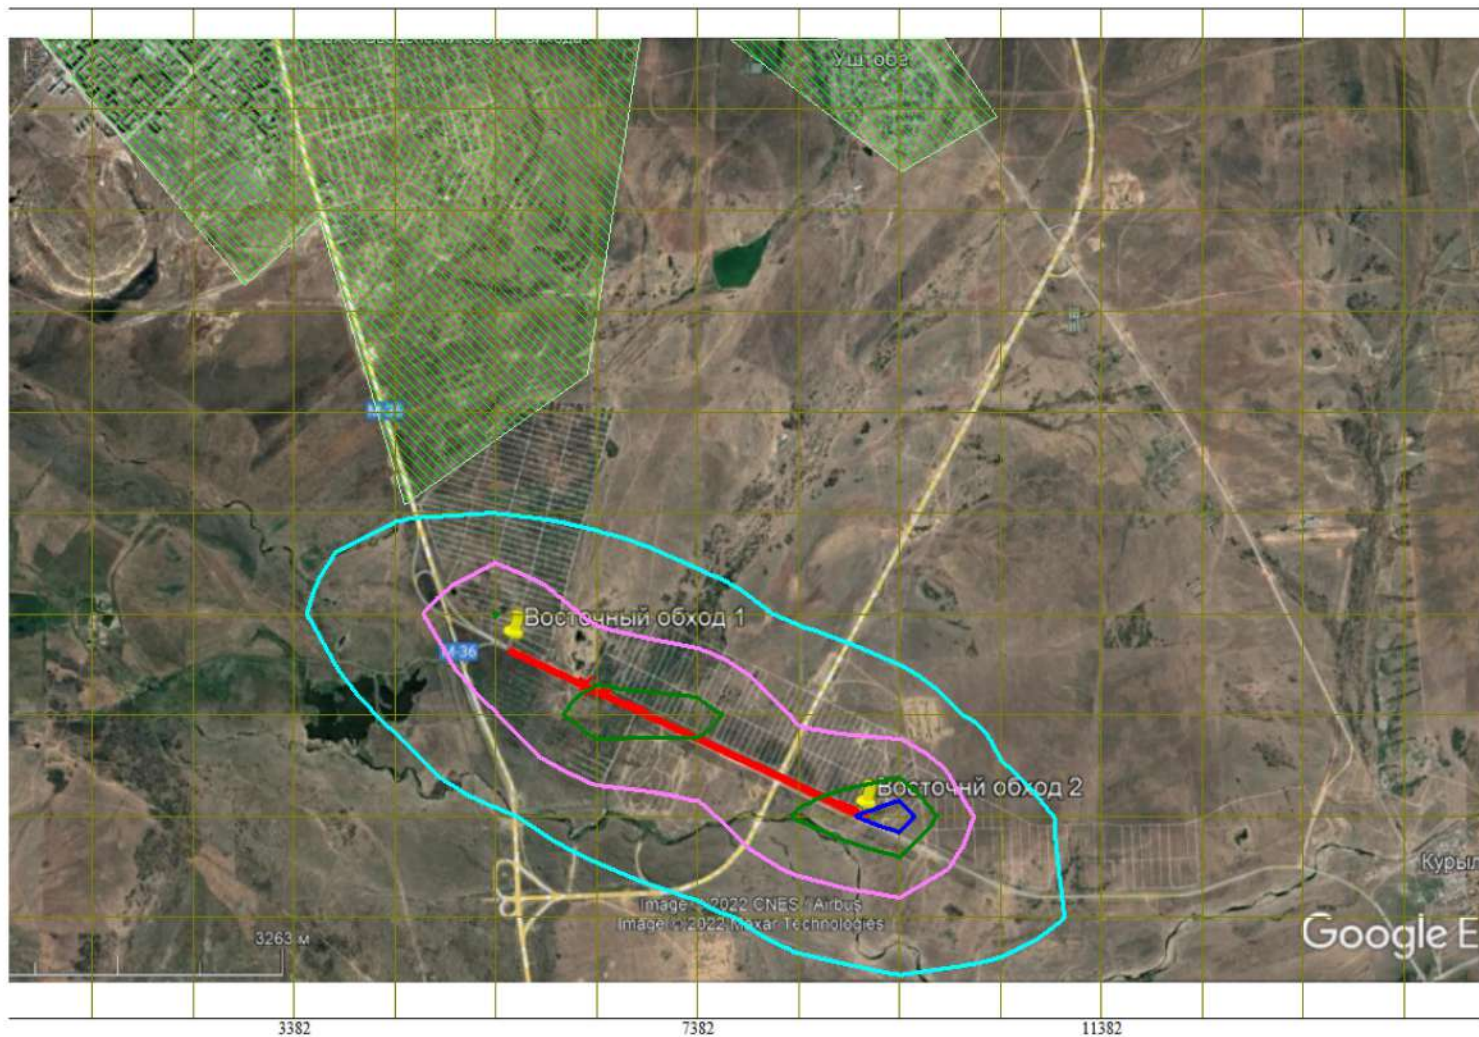 Уштобе
M-36
Восточный обход 1
M-36
Восточнй обход 2
Курыл
Image © 2022 CNES / Airbus
Image © 2022 Maxar Technologies
3263 м
Google E
3382
7382
11382